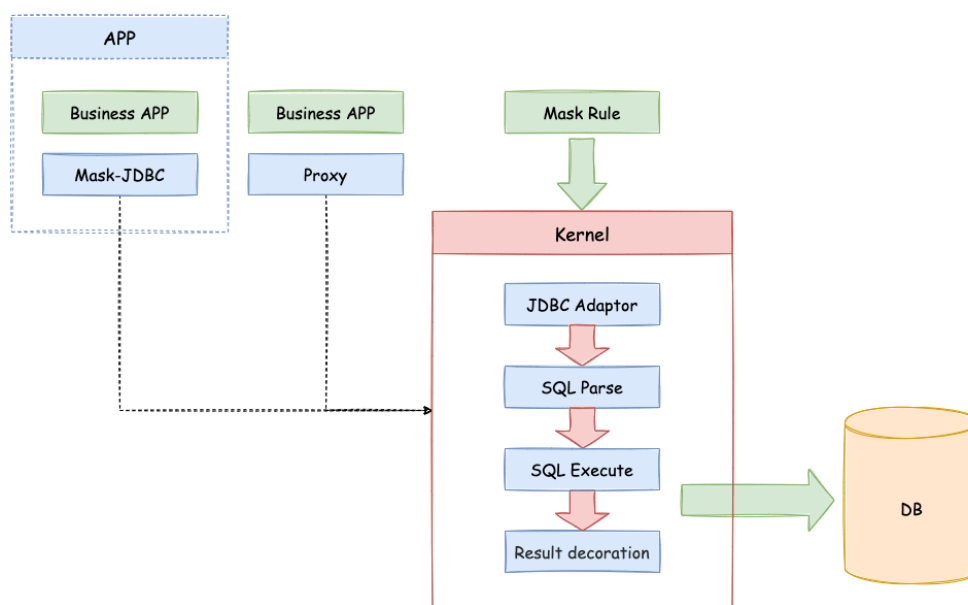 APP
Business APP
Business APP
Mask Rule
Mask-JDBC
Proxy
Kernel
JDBC Adaptor
SQL Parse
SQL Execute
DB
Result decoration